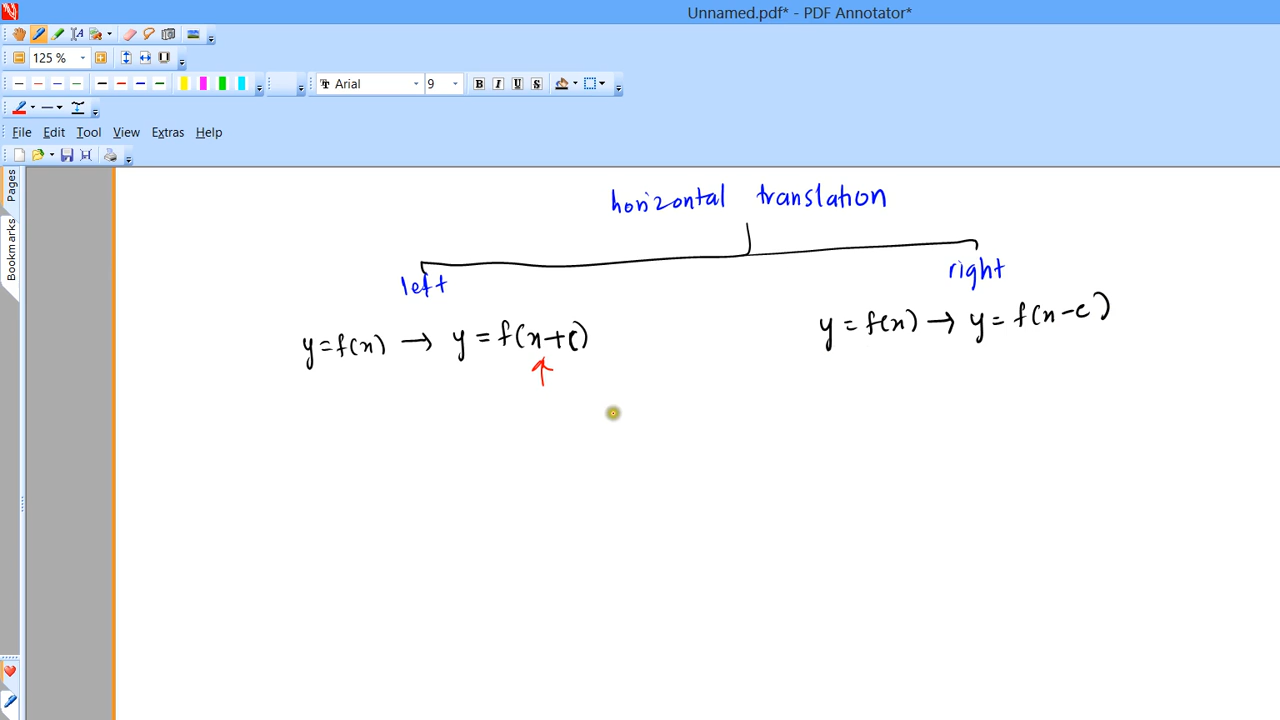 Unnamed.pdf* - PDF Annotator*
125 %
Arial 9 B I U S
File Edit Tool View Extras Help
Pages
Bookmarks
horizontal translation
left
right
y=f(x) → y=f(x+c)
y=f(x) → y=f(x-c)